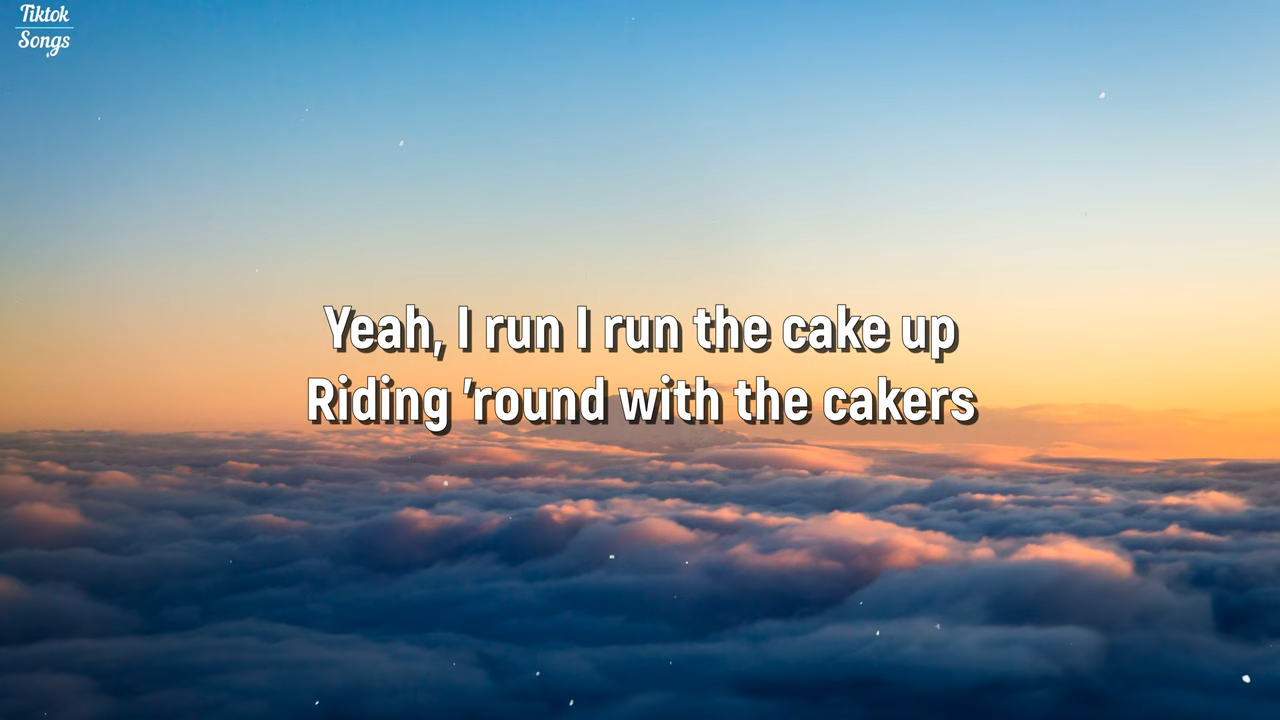 Tiktok
Songs
Yeah, I run I run the cake up
Riding 'round with the cakers